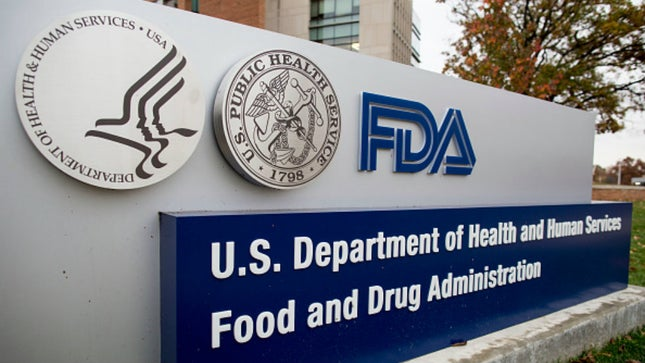 DEPARTMENT OF HEALTH & HUMAN SERVICES • USA
U.S. PUBLIC HEALTH SERVICE
1798
FDA
U.S. Department of Health and Human Services
Food and Drug Administration